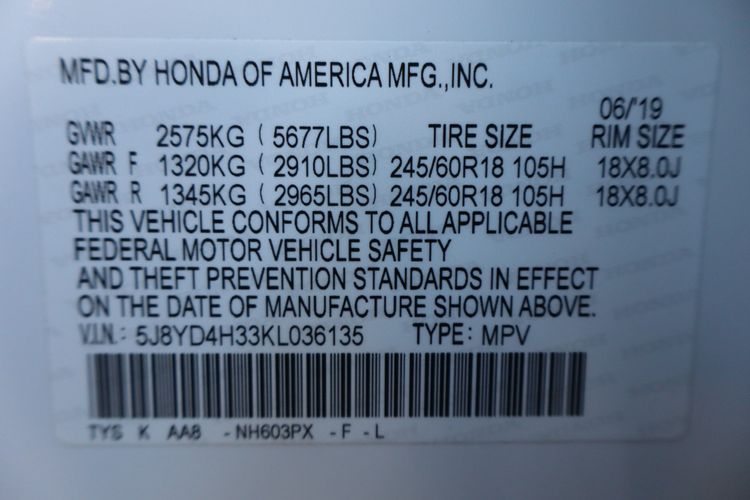 MFD.BY HONDA OF AMERICA MFG.,INC.
06/'19
GVWR 2575KG ( 5677LBS) TIRE SIZE RIM SIZE
GAWR F 1320KG ( 2910LBS) 245/60R18 105H 18X8.0J
GAWR R 1345KG ( 2965LBS) 245/60R18 105H 18X8.0J
THIS VEHICLE CONFORMS TO ALL APPLICABLE
FEDERAL MOTOR VEHICLE SAFETY
AND THEFT PREVENTION STANDARDS IN EFFECT
ON THE DATE OF MANUFACTURE SHOWN ABOVE.
V.I.N.: 5J8YD4H33KL036135 TYPE: MPV
TYS K AA8 -NH603PX -F-L